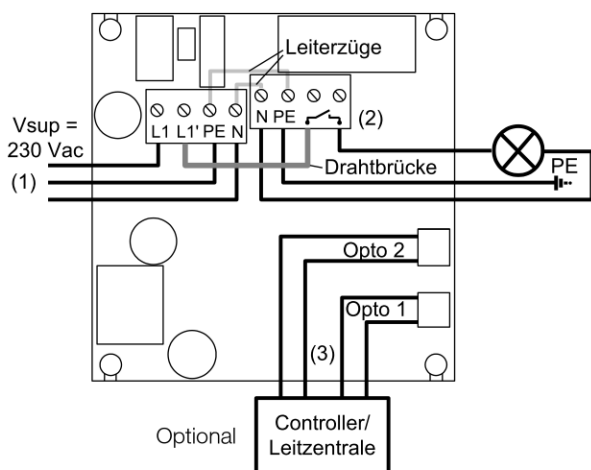 Leiterzüge
Vsup =
230 Vac
L1 L1' PE N
N PE
(2)
(1)
Drahtbrücke
PE
Opto 2
Opto 1
(3)
Optional
Controller/
Leitzentrale